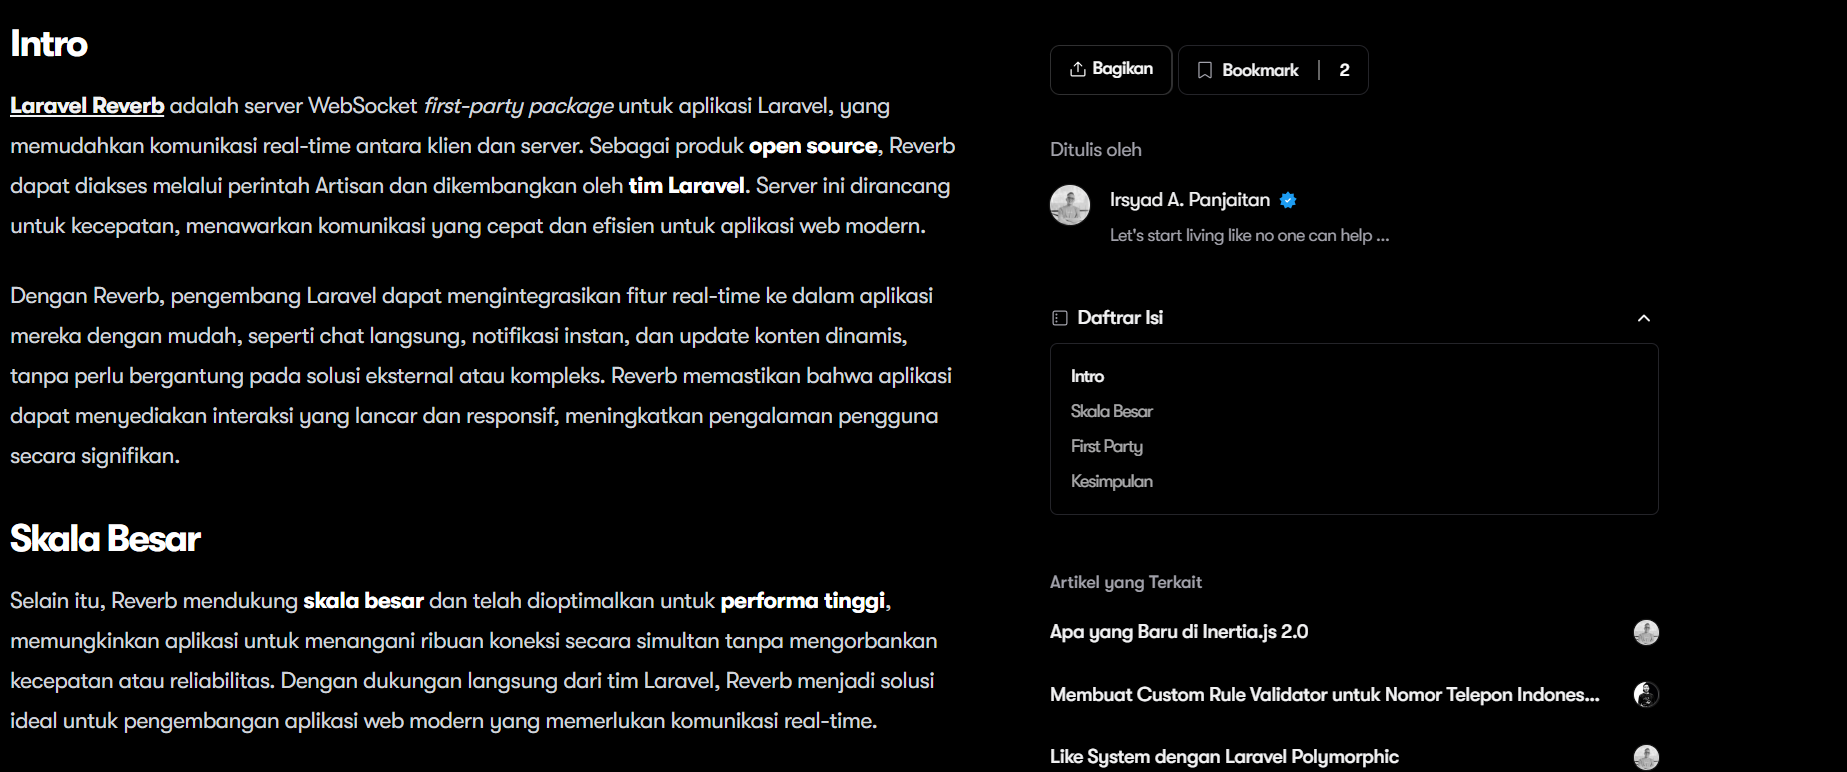 Intro
Laravel Reverb adalah server WebSocket first-party package untuk aplikasi Laravel, yang
memudahkan komunikasi real-time antara klien dan server. Sebagai produk open source, Reverb
dapat diakses melalui perintah Artisan dan dikembangkan oleh tim Laravel. Server ini dirancang
untuk kecepatan, menawarkan komunikasi yang cepat dan efisien untuk aplikasi web modern.
Dengan Reverb, pengembang Laravel dapat mengintegrasikan fitur real-time ke dalam aplikasi
mereka dengan mudah, seperti chat langsung, notifikasi instan, dan update konten dinamis,
tanpa perlu bergantung pada solusi eksternal atau kompleks. Reverb memastikan bahwa aplikasi
dapat menyediakan interaksi yang lancar dan responsif, meningkatkan pengalaman pengguna
secara signifikan.
Skala Besar
Selain itu, Reverb mendukung skala besar dan telah dioptimalkan untuk performa tinggi,
memungkinkan aplikasi untuk menangani ribuan koneksi secara simultan tanpa mengorbankan
kecepatan atau reliabilitas. Dengan dukungan langsung dari tim Laravel, Reverb menjadi solusi
ideal untuk pengembangan aplikasi web modern yang memerlukan komunikasi real-time.
Bagikan
Bookmark | 2
Ditulis oleh
Irsyad A. Panjaitan
Let's start living like no one can help ...
Daftrar Isi
Intro
Skala Besar
First Party
Kesimpulan
Artikel yang Terkait
Apa yang Baru di Inertia.js 2.0
Membuat Custom Rule Validator untuk Nomor Telepon Indones...
Like System dengan Laravel Polymorphic